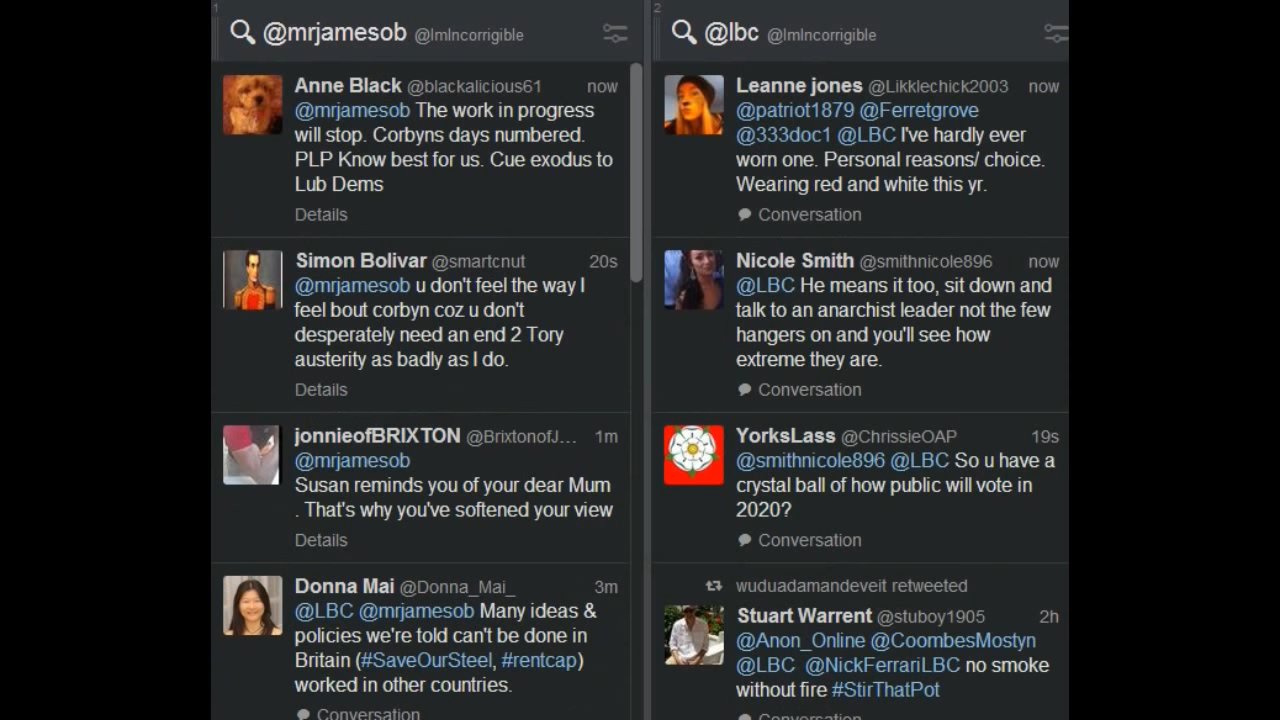 1
@mrjamesob @ImIncorrigible
Anne Black @blackalicious61 now
@mrjamesob The work in progress
will stop. Corbyns days numbered.
PLP Know best for us. Cue exodus to
Lub Dems
Details
Simon Bolivar @smartcnut 20s
@mrjamesob u don't feel the way I
feel bout corbyn coz u don't
desperately need an end 2 Tory
austerity as badly as I do.
Details
jonnieofBRIXTON @BrixtonofJ... 1m
@mrjamesob
Susan reminds you of your dear Mum
. That's why you've softened your view
Details
Donna Mai @Donna_Mai_ 3m
@LBC @mrjamesob Many ideas &
policies we're told can't be done in
Britain (#SaveOurSteel, #rentcap)
worked in other countries.
Conversation
2
@lbc @ImIncorrigible
Leanne jones @Likklechick2003 now
@patriot1879 @Ferretgrove
@333doc1 @LBC I've hardly ever
worn one. Personal reasons/ choice.
Wearing red and white this yr.
Conversation
Nicole Smith @smithnicole896 now
@LBC He means it too, sit down and
talk to an anarchist leader not the few
hangers on and you'll see how
extreme they are.
Conversation
YorksLass @ChrissieOAP 19s
@smithnicole896 @LBC So u have a
crystal ball of how public will vote in
2020?
Conversation
wuduadamandeveit retweeted
Stuart Warrent @stuboy1905 2h
@Anon_Online @CoombesMostyn
@LBC @NickFerrariLBC no smoke
without fire #StirThatPot
Conversation